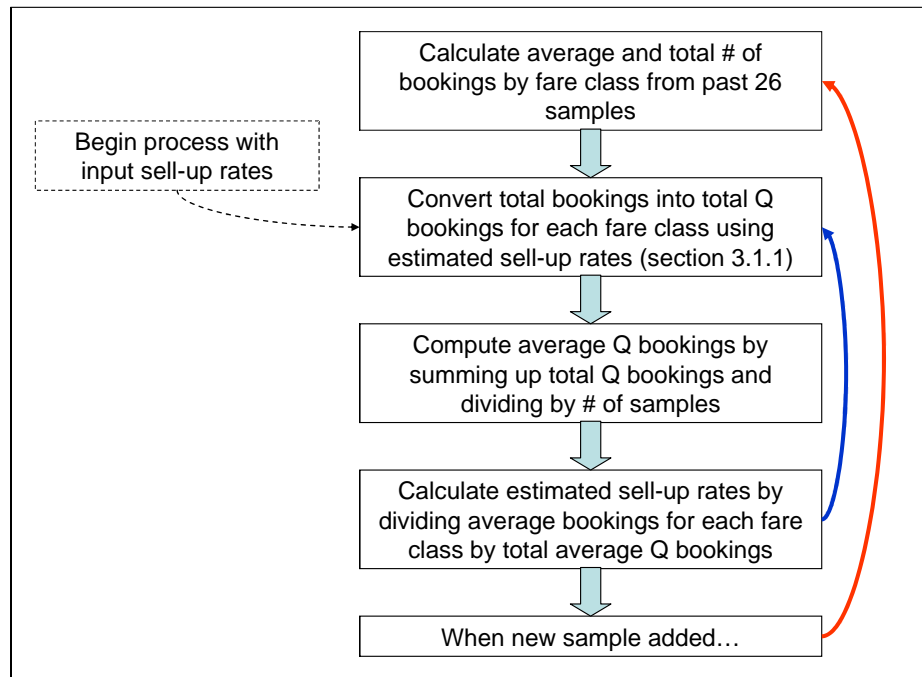 Calculate average and total # of
bookings by fare class from past 26
samples
Begin process with
input sell-up rates
Convert total bookings into total Q
bookings for each fare class using
estimated sell-up rates (section 3.1.1)
Compute average Q bookings by
summing up total Q bookings and
dividing by # of samples
Calculate estimated sell-up rates by
dividing average bookings for each fare
class by total average Q bookings
When new sample added…